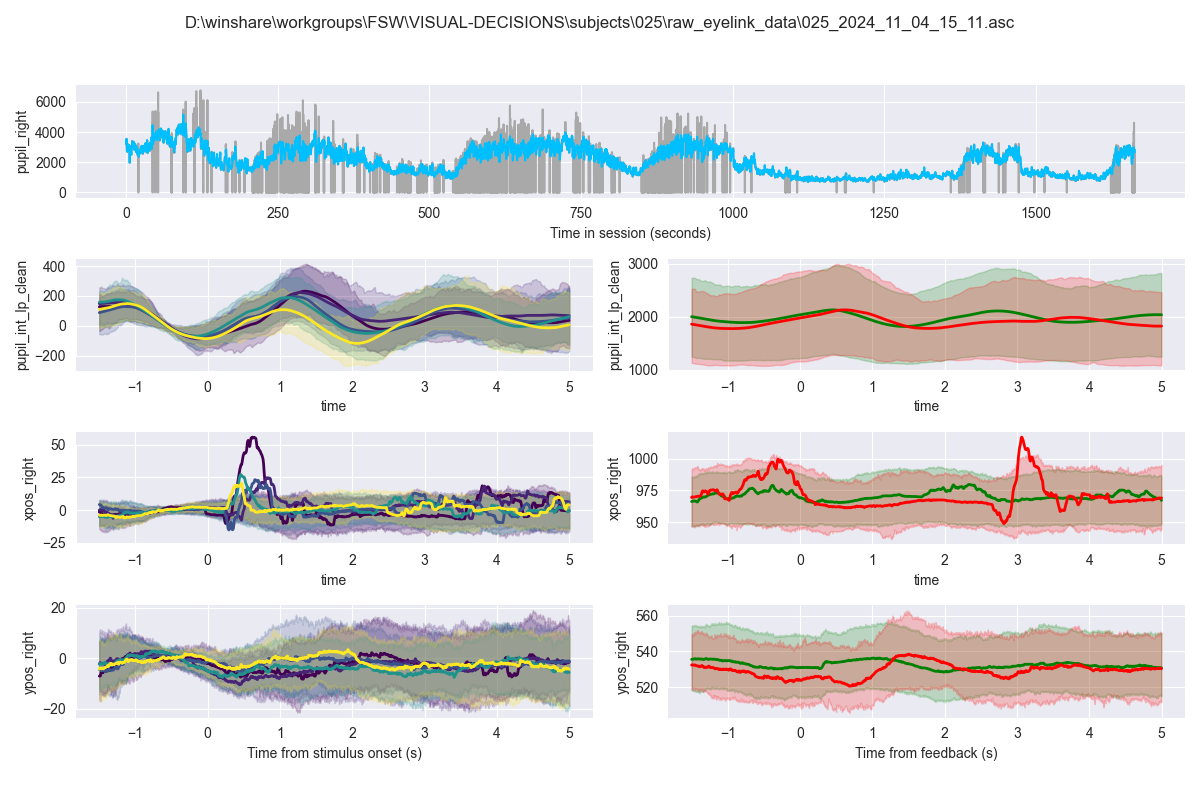 D:\winshare\workgroups\FSW\VISUAL-DECISIONS\subjects\025\raw_eyelink_data\025_2024_11_04_15_11.asc
pupil_right
6000
4000
2000
0
0 250 500 750 1000 1250 1500
Time in session (seconds)
pupil_int_lp_clean
400
200
0
−200
−1 0 1 2 3 4 5
time
pupil_int_lp_clean
3000
2000
1000
−1 0 1 2 3 4 5
time
xpos_right
50
25
0
−25
−1 0 1 2 3 4 5
time
xpos_right
1000
975
950
−1 0 1 2 3 4 5
time
ypos_right
20
0
−20
−1 0 1 2 3 4 5
Time from stimulus onset (s)
ypos_right
560
540
520
−1 0 1 2 3 4 5
Time from feedback (s)